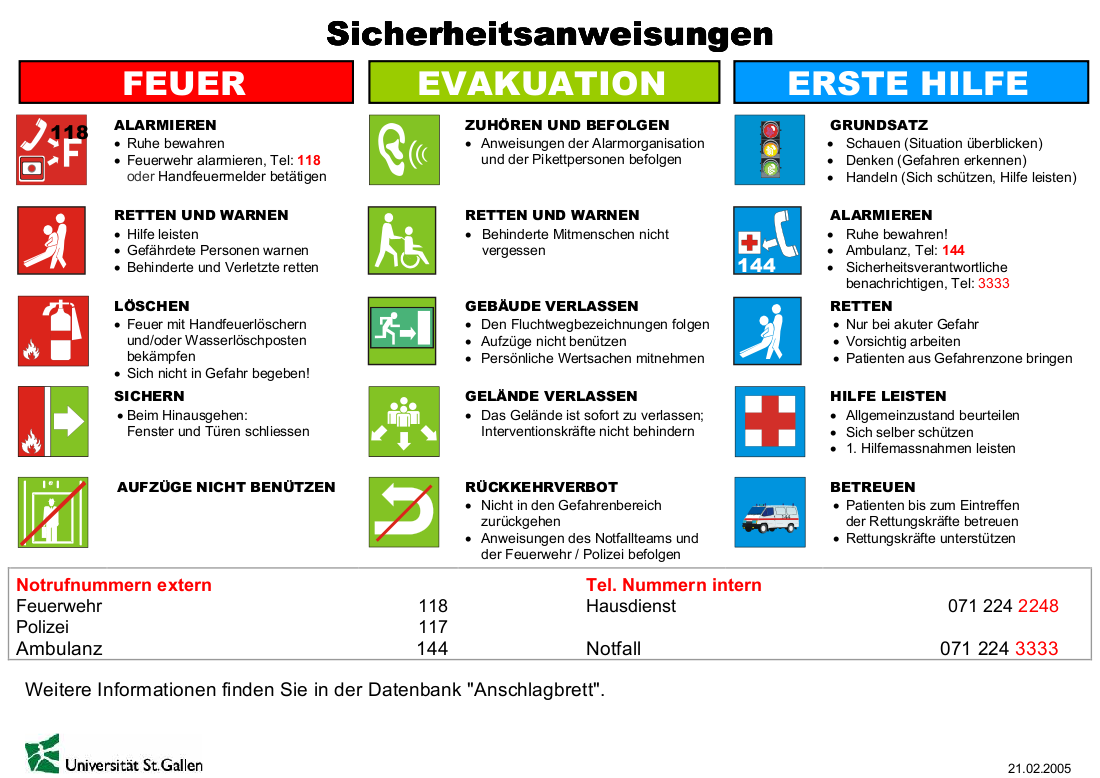 Sicherheitsanweisungen
FEUER
118
F
ALARMIEREN
• Ruhe bewahren
• Feuerwehr alarmieren, Tel: 118
oder Handfeuermelder betätigen
RETTEN UND WARNEN
• Hilfe leisten
• Gefährdete Personen warnen
• Behinderte und Verletzte retten
LÖSCHEN
• Feuer mit Handfeuerlöschern
und/oder Wasserlöschposten
bekämpfen
• Sich nicht in Gefahr begeben!
SICHERN
• Beim Hinausgehen:
Fenster und Türen schliessen
AUFZÜGE NICHT BENÜTZEN
EVAKUATION
ZUHÖREN UND BEFOLGEN
• Anweisungen der Alarmorganisation
und der Pikettpersonen befolgen
RETTEN UND WARNEN
• Behinderte Mitmenschen nicht
vergessen
GEBÄUDE VERLASSEN
• Den Fluchtwegbezeichnungen folgen
• Aufzüge nicht benützen
• Persönliche Wertsachen mitnehmen
GELÄNDE VERLASSEN
• Das Gelände ist sofort zu verlassen;
Interventionskräfte nicht behindern
RÜCKKEHRVERBOT
• Nicht in den Gefahrenbereich
zurückgehen
• Anweisungen des Notfallteams und
der Feuerwehr / Polizei befolgen
ERSTE HILFE
GRUNDSATZ
• Schauen (Situation überblicken)
• Denken (Gefahren erkennen)
• Handeln (Sich schützen, Hilfe leisten)
144
ALARMIEREN
• Ruhe bewahren!
• Ambulanz, Tel: 144
• Sicherheitsverantwortliche
benachrichtigen, Tel: 3333
RETTEN
• Nur bei akuter Gefahr
• Vorsichtig arbeiten
• Patienten aus Gefahrenzone bringen
HILFE LEISTEN
• Allgemeinzustand beurteilen
• Sich selber schützen
• 1. Hilfemassnahmen leisten
144
BETREUEN
• Patienten bis zum Eintreffen
der Rettungskräfte betreuen
• Rettungskräfte unterstützen
Notrufnummern extern
Feuerwehr 118
Polizei 117
Ambulanz 144
Tel. Nummern intern
Hausdienst 071 224 2248
Notfall 071 224 3333
Weitere Informationen finden Sie in der Datenbank "Anschlagbrett".
Universität St.Gallen
21.02.2005